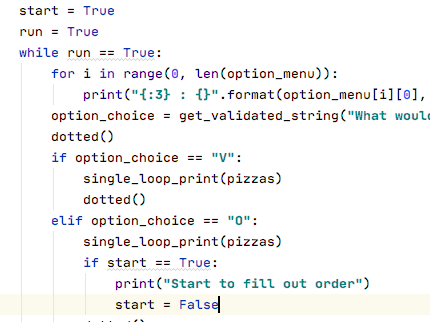 start = True
run = True
while run == True:
    for i in range(0, len(option_menu)):
        print("{:3} : {}".format(option_menu[i][0],
    option_choice = get_validated_string("What would
    dotted()
    if option_choice == "V":
        single_loop_print(pizzas)
        dotted()
    elif option_choice == "O":
        single_loop_print(pizzas)
        if start == True:
            print("Start to fill out order")
            start = False